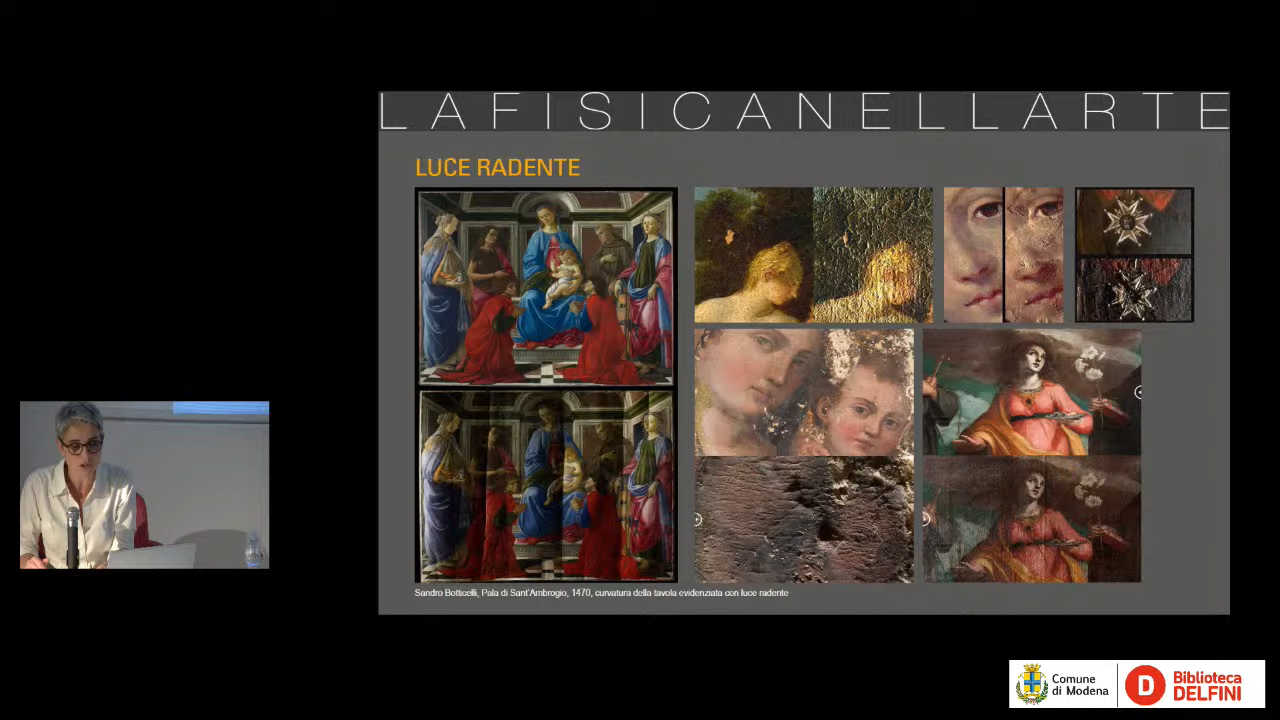 LAFISICANELLARTE
LUCE RADENTE
Sandro Botticelli, Pala di Sant'Ambrogio, 1470, curvatura della tavola evidenziata con luce radente
Comune
di Modena
D
Biblioteca
DELFINI